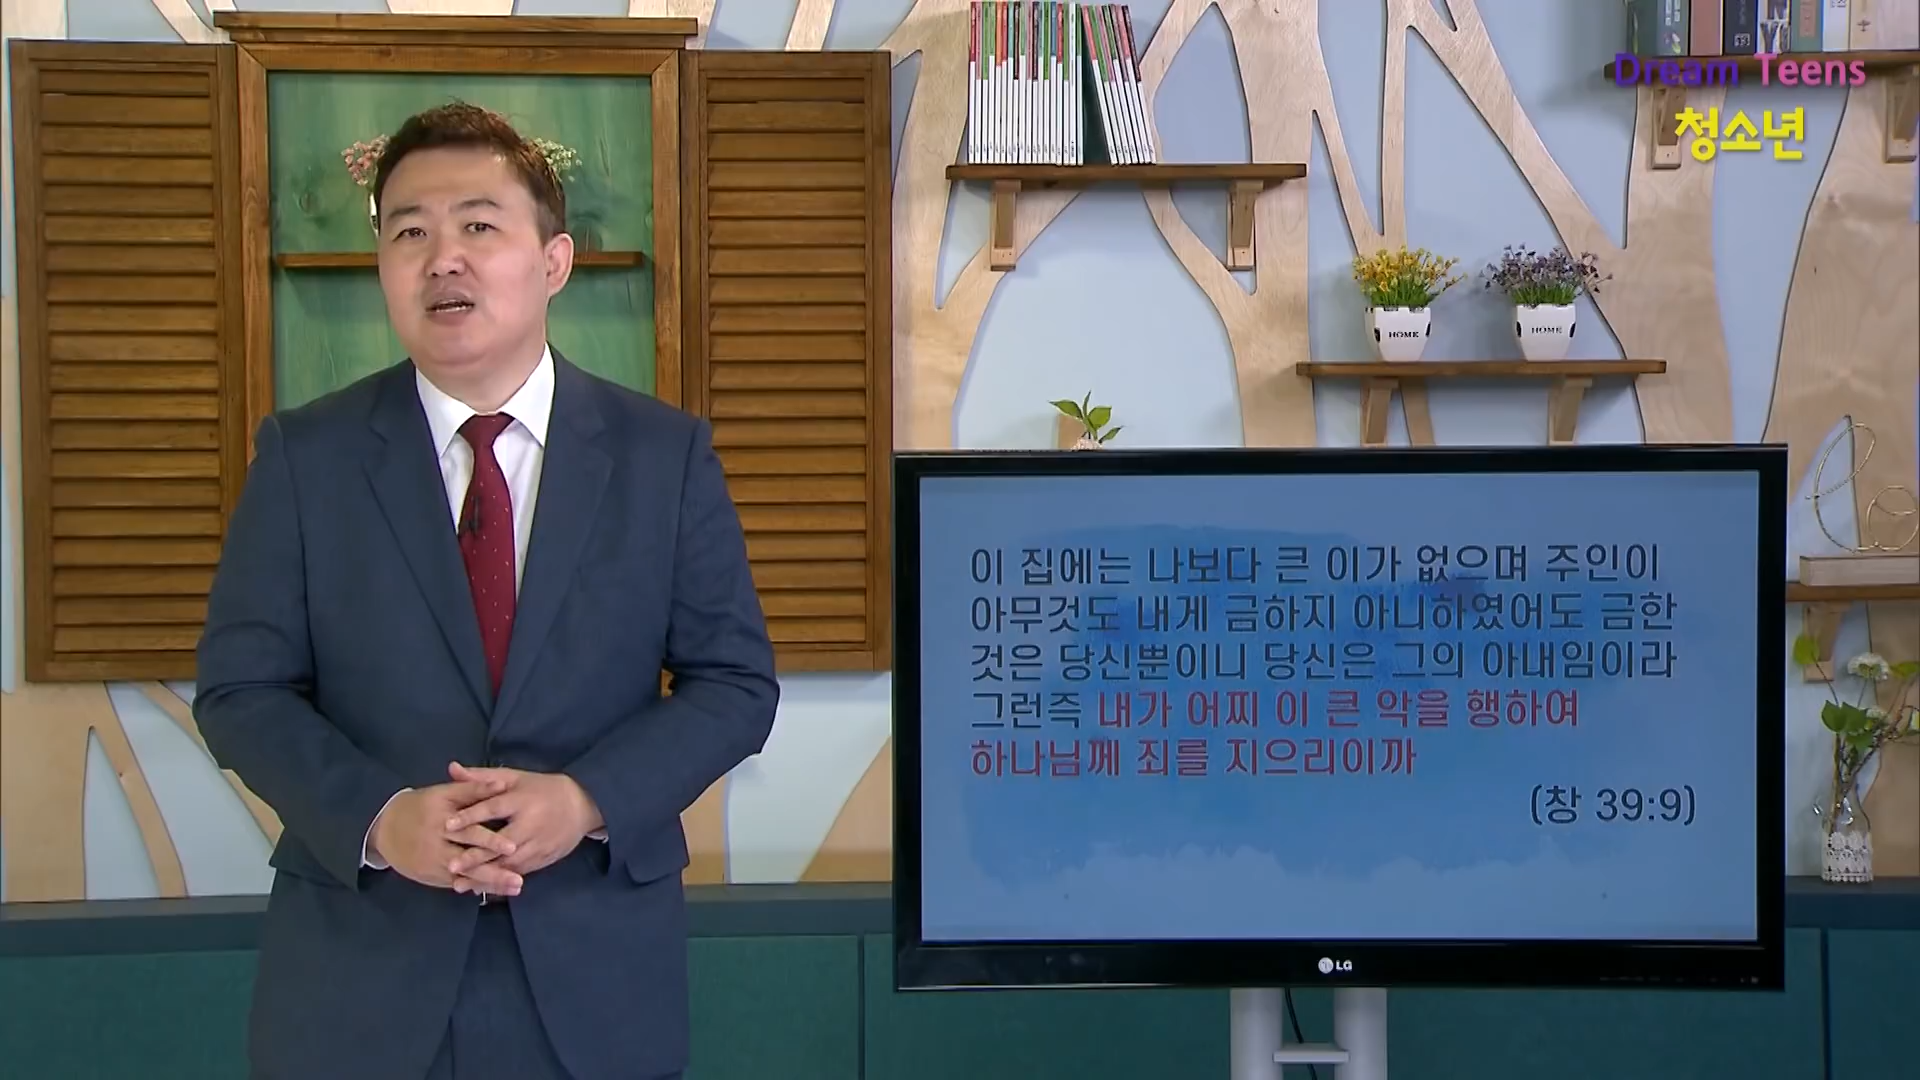 Dream Teens
청소년
HOME
HOME
이 집에는 나보다 큰 이가 없으며 주인이
아무것도 내게 금하지 아니하였어도 금한
것은 당신뿐이니 당신은 그의 아내임이라
그런즉 내가 어찌 이 큰 악을 행하여
하나님께 죄를 지으리이까
(창 39:9)
LG